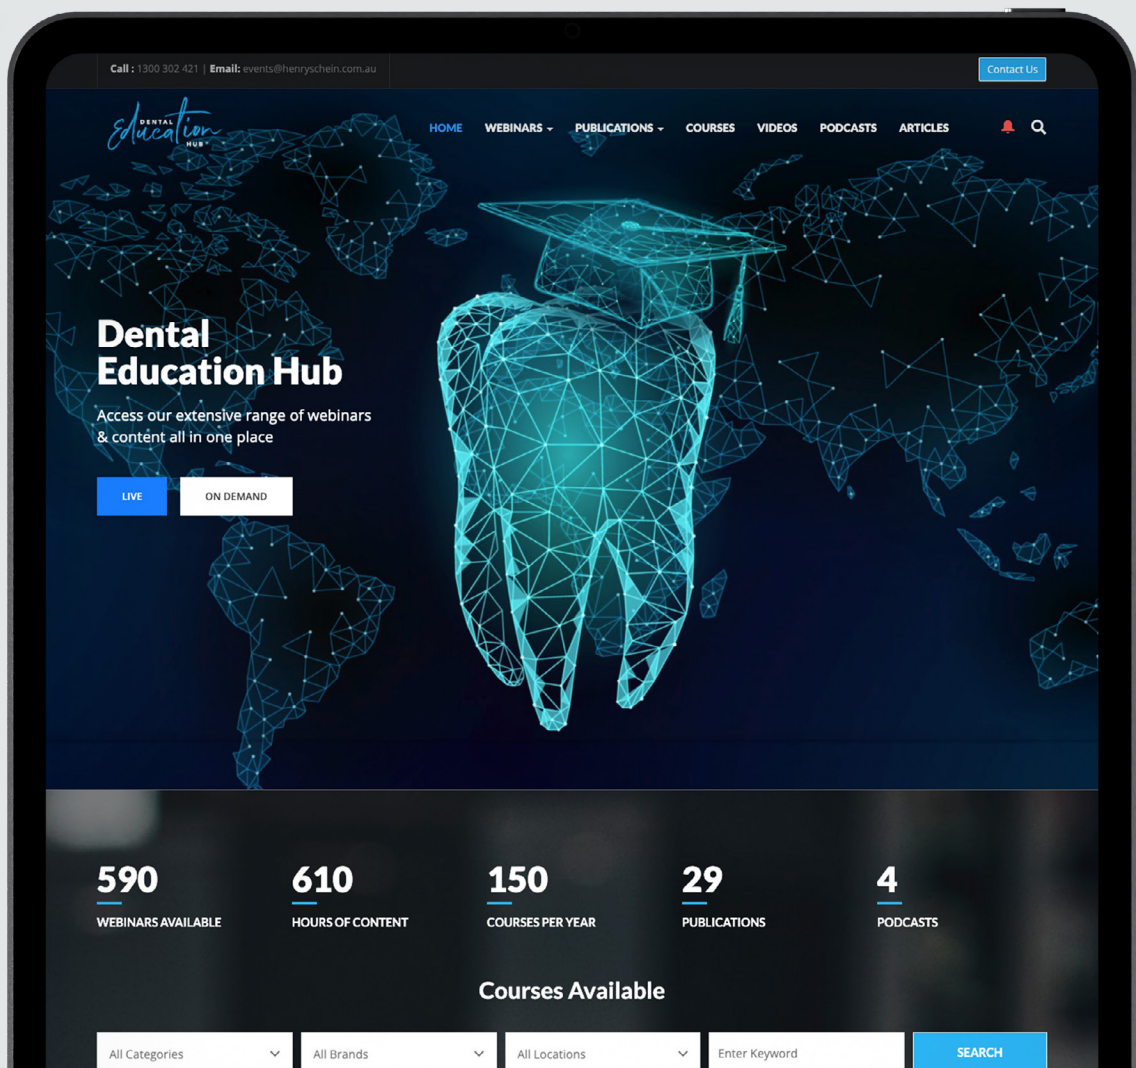 Call : 1300 302 421 | Email: events@henryschein.com.au
Contact Us
DENTAL
Education
HUB
HOME WEBINARS PUBLICATIONS COURSES VIDEOS PODCASTS ARTICLES
Dental
Education Hub
Access our extensive range of webinars
& content all in one place
LIVE ON DEMAND
590 610 150 29 4
WEBINARS AVAILABLE HOURS OF CONTENT COURSES PER YEAR PUBLICATIONS PODCASTS
Courses Available
All Categories All Brands All Locations Enter Keyword SEARCH